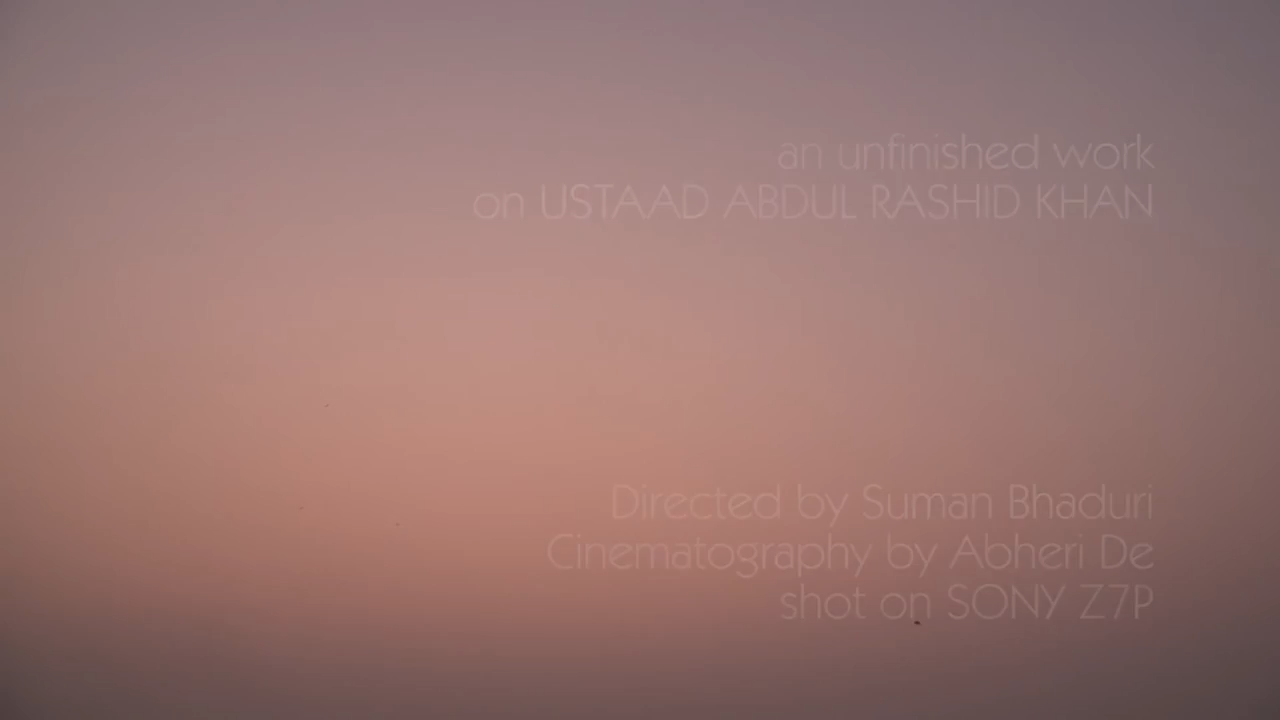 an unfinished work
on USTAAD ABDUL RASHID KHAN
Directed by Suman Bhaduri
Cinematography by Abheri De
shot on SONY Z7P